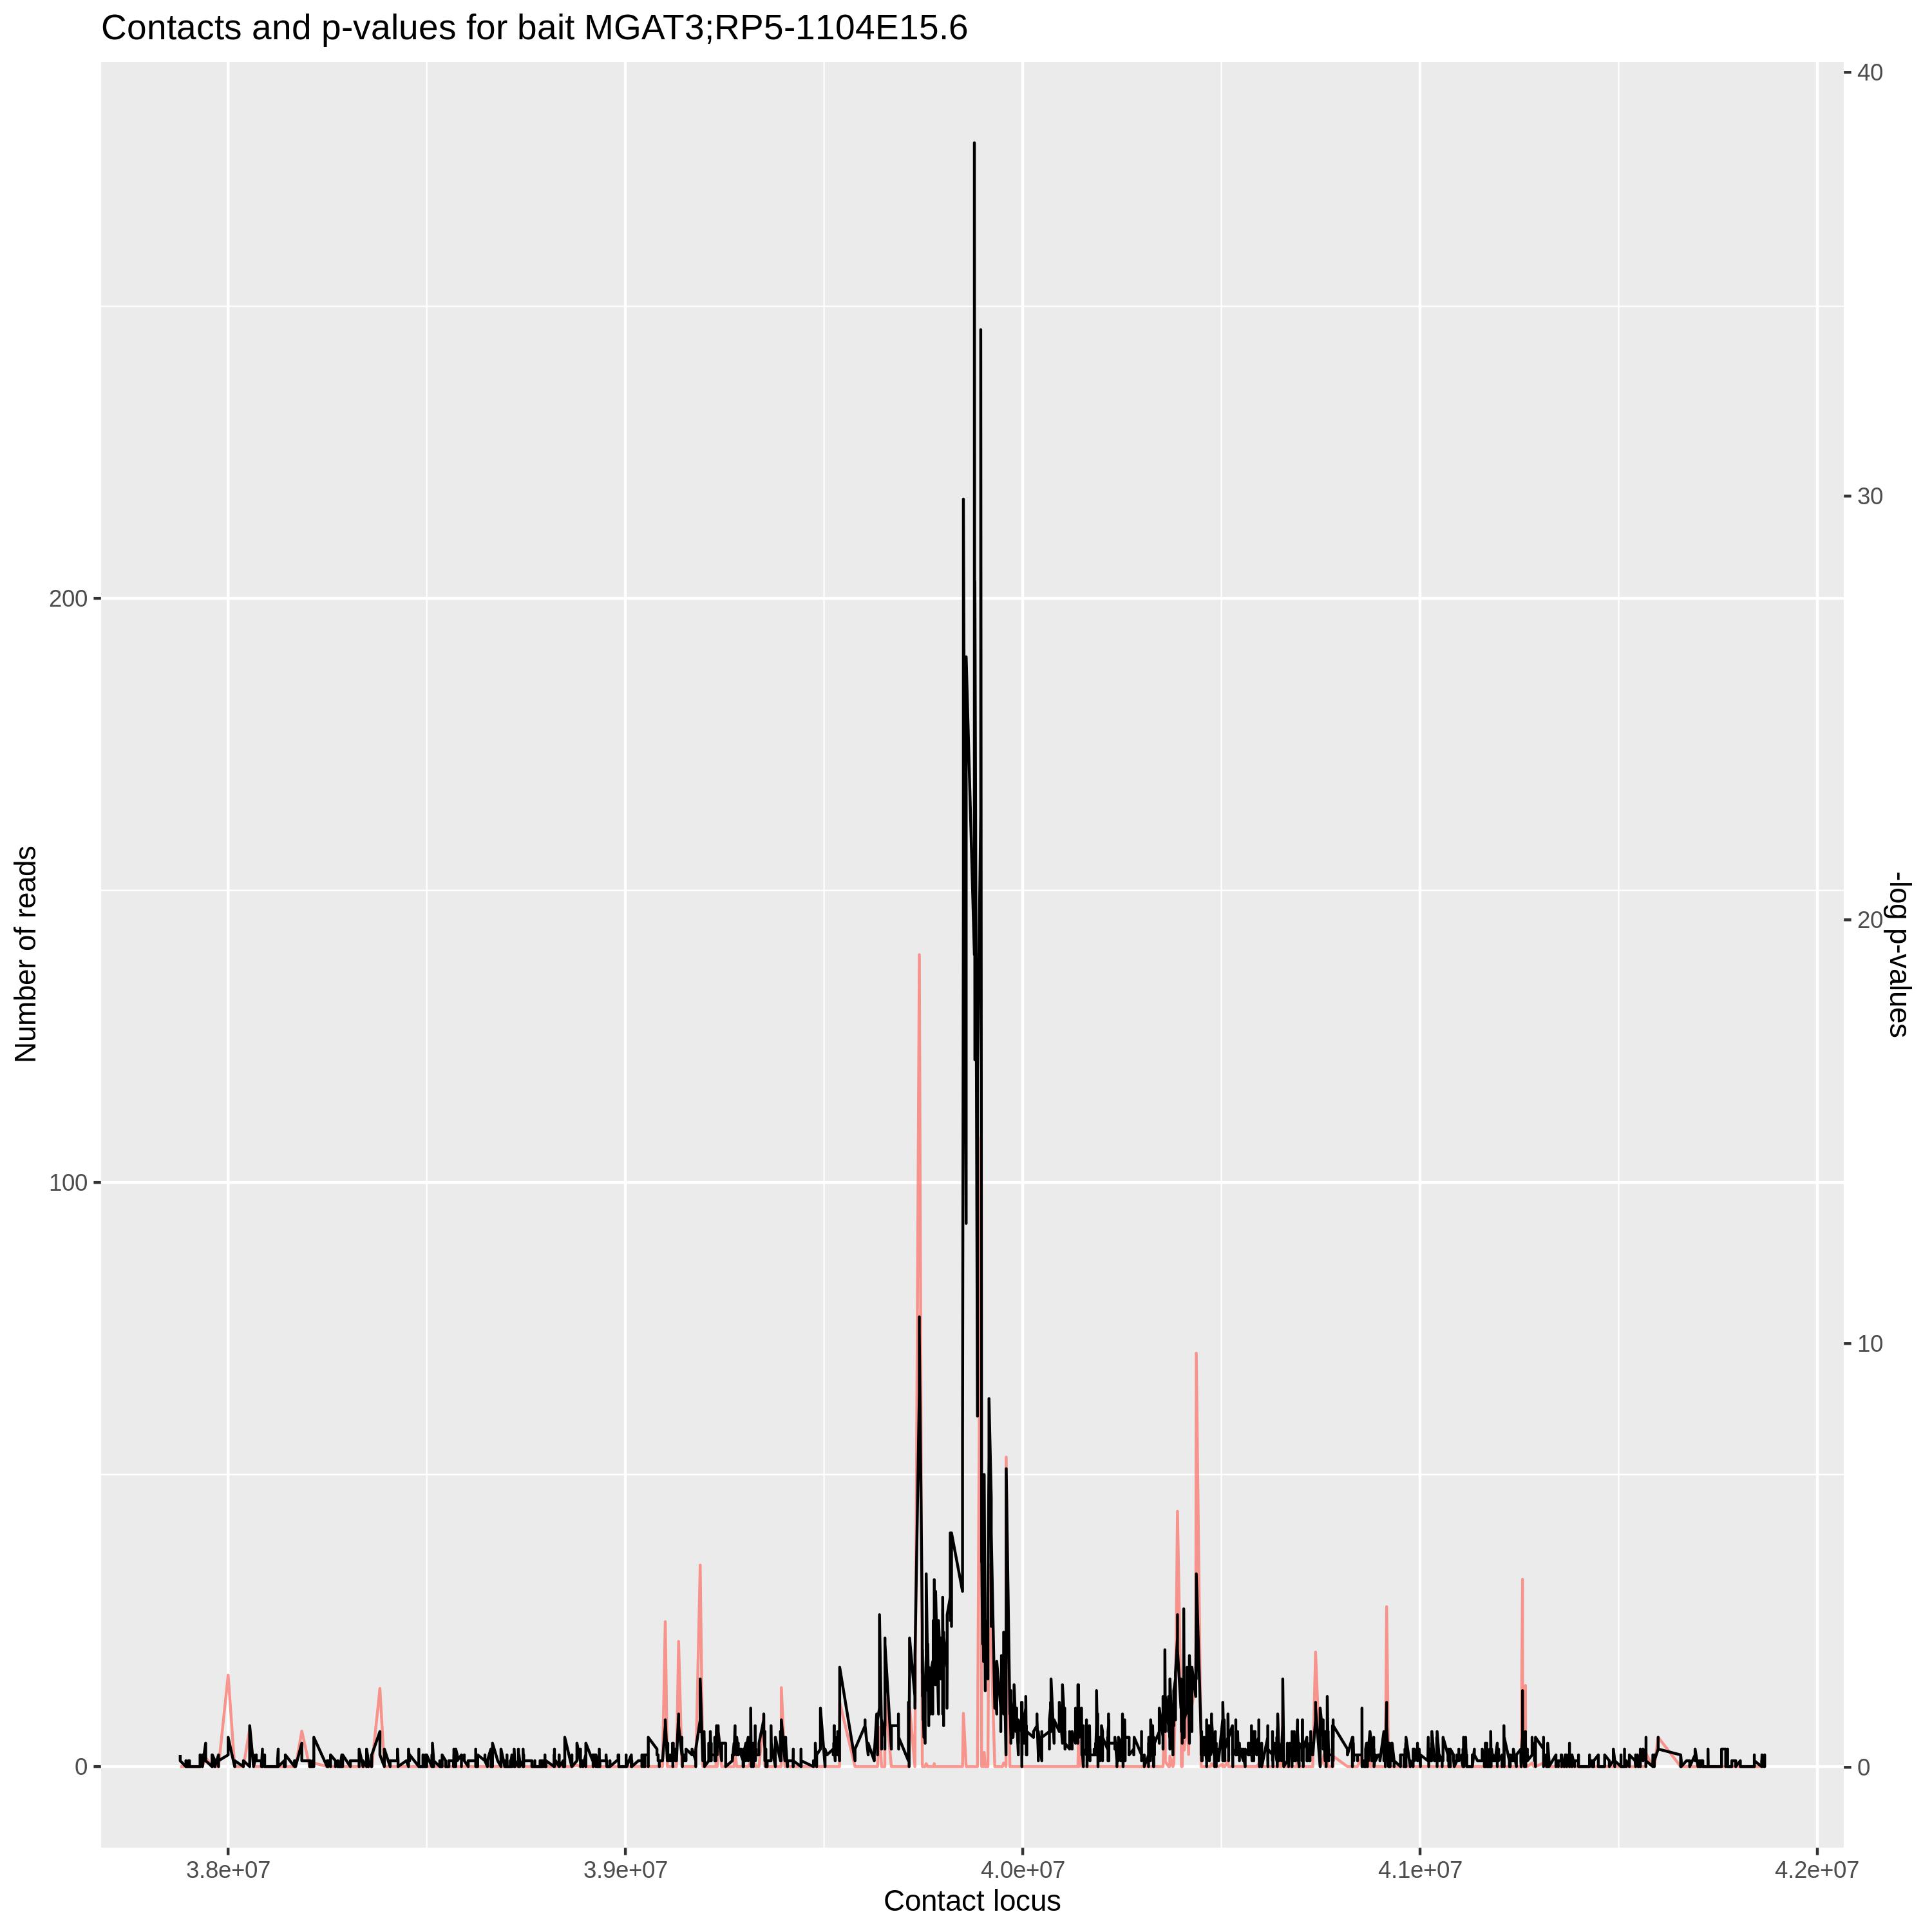 Contacts and p-values for bait MGAT3;RP5-1104E15.6
40
30
200
20
Number of reads
-log p-values
100
10
0
0
3.8e+07
3.9e+07
4.0e+07
4.1e+07
4.2e+07
Contact locus